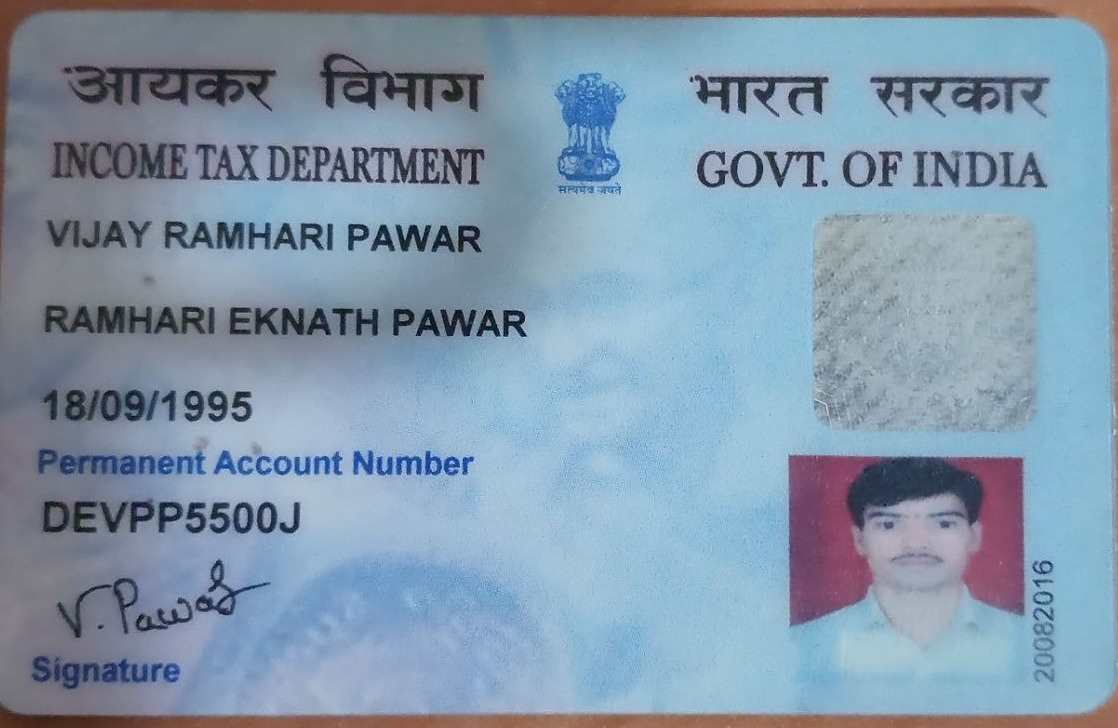 आयकर विभाग
INCOME TAX DEPARTMENT
सत्यमेव जयते
भारत सरकार
GOVT. OF INDIA
VIJAY RAMHARI PAWAR
RAMHARI EKNATH PAWAR
18/09/1995
Permanent Account Number
DEVPP5500J
V. Pawar
Signature
20082016